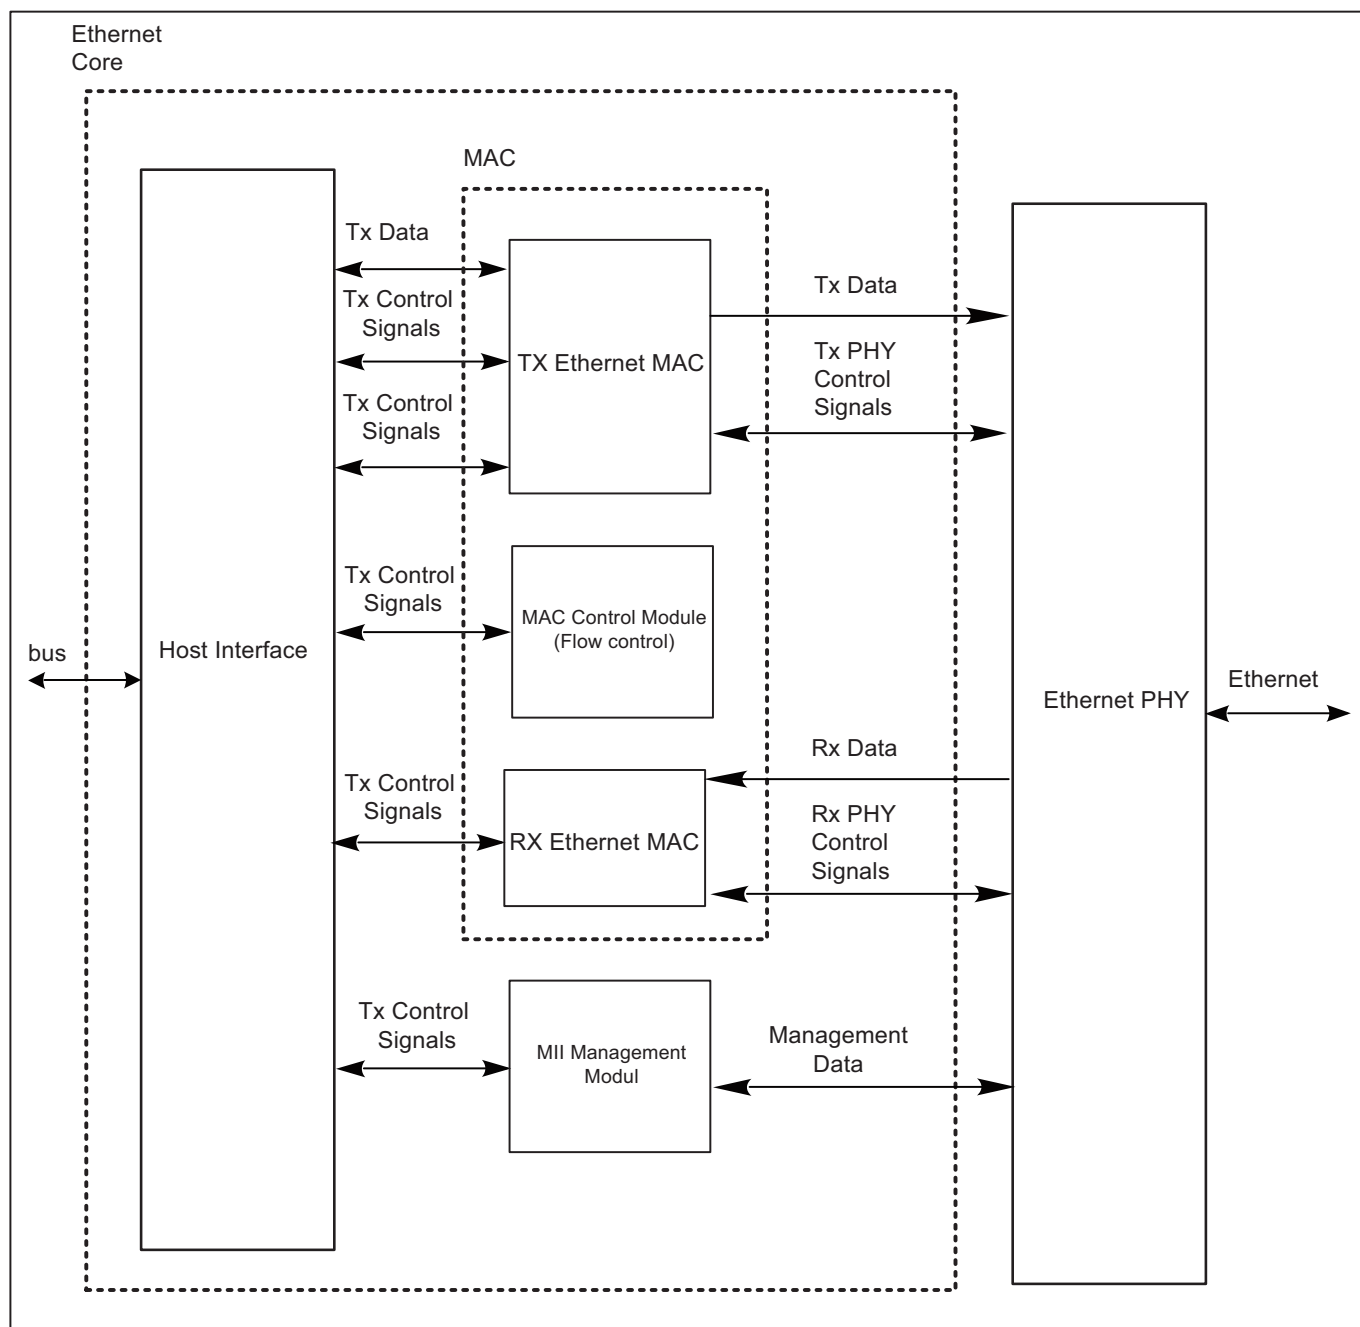 Ethernet
Core
MAC
Tx Data
Tx Control
Signals
Tx Control
Signals
TX Ethernet MAC
Tx Data
Tx PHY
Control
Signals
Tx Control
Signals
MAC Control Module
(Flow control)
bus
Host Interface
Ethernet PHY
Ethernet
Tx Control
Signals
RX Ethernet MAC
Rx Data
Rx PHY
Control
Signals
Tx Control
Signals
MII Management
Modul
Management
Data